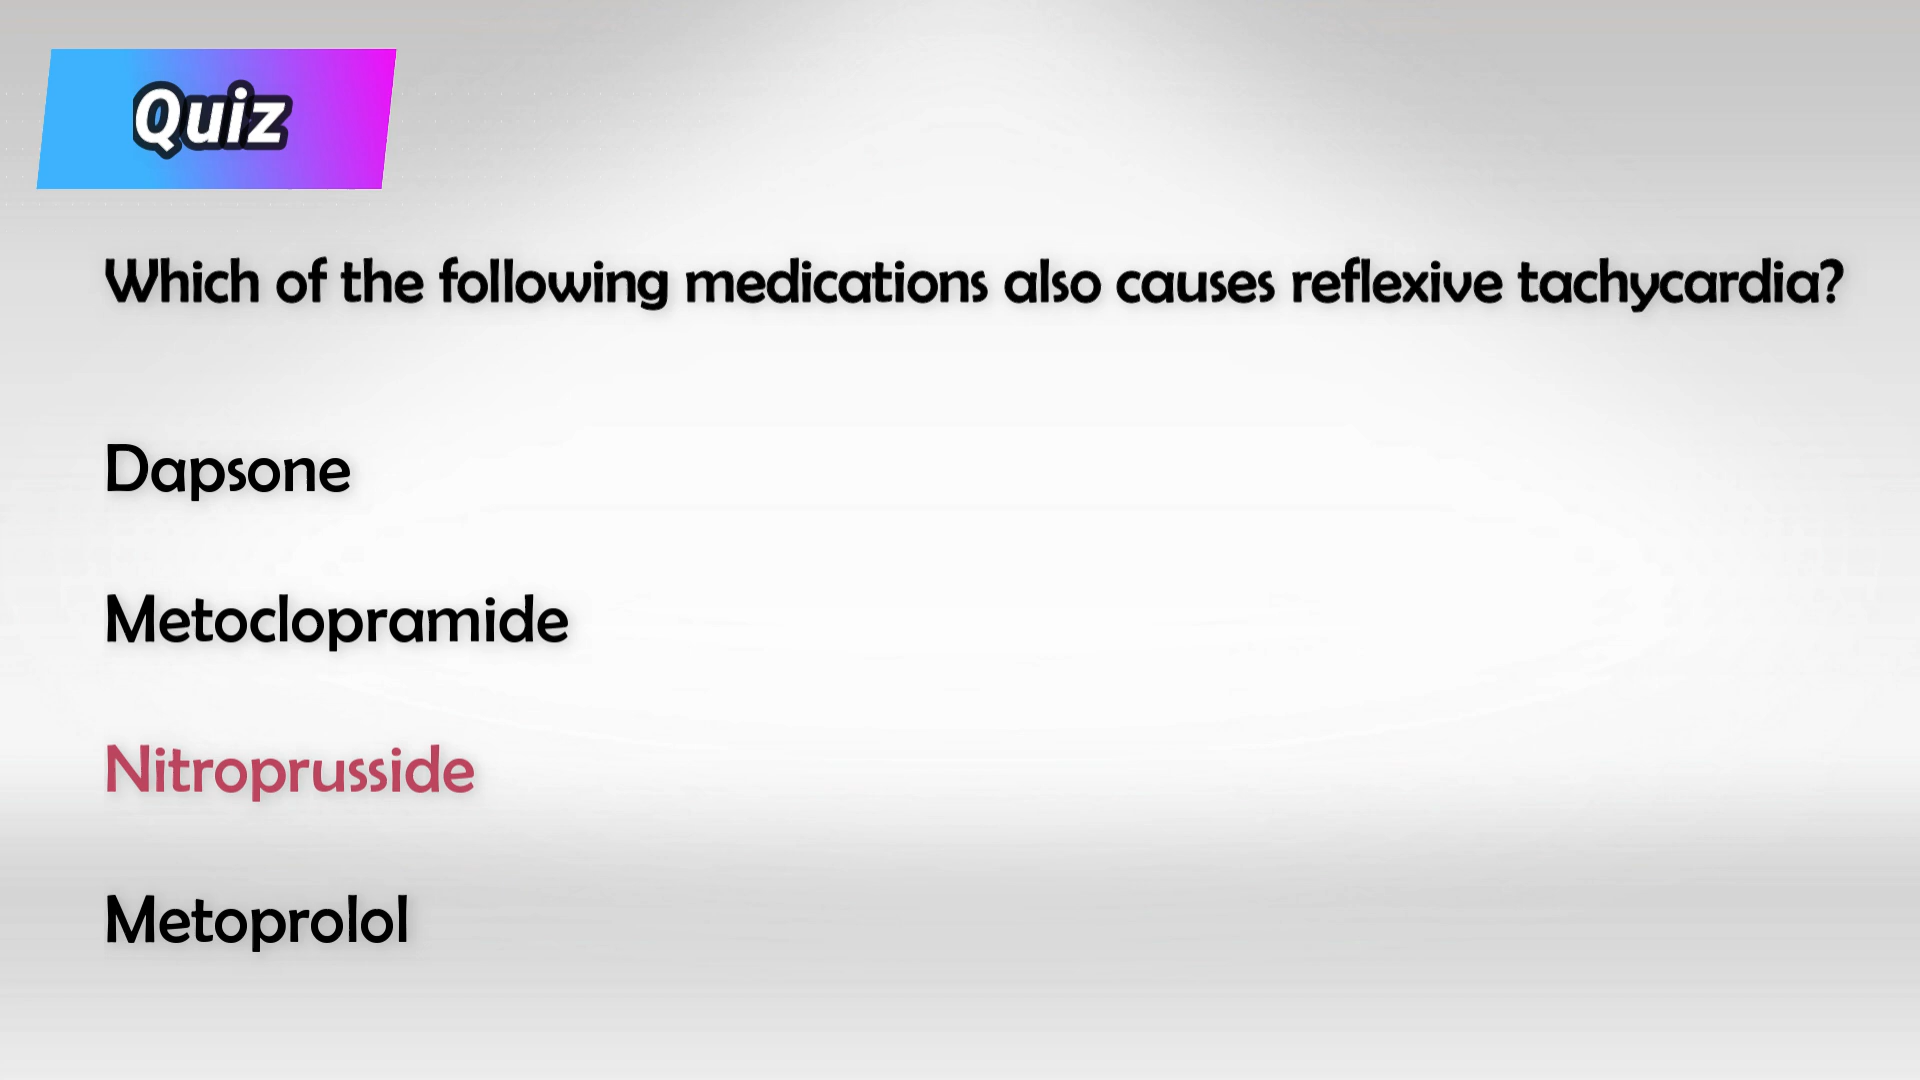 Quiz
Which of the following medications also causes reflexive tachycardia?
Dapsone
Metoclopramide
Nitroprusside
Metoprolol